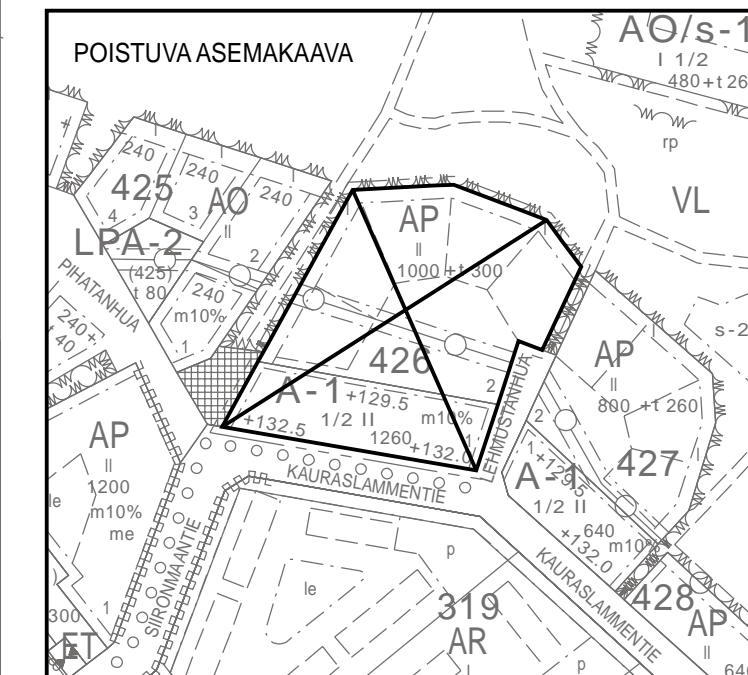 POISTUVA ASEMAKAAVA
AO/s-1
I 1/2
480+t 26
rp
VL
s-2
240
240
240
425
AO
II
4
3
2
LPA-2
(425)
t 80
240
m10%
1
PIHATANHUA
240+
t 40
AP
II
1000 +t 300
426
2
A-1
+129.5
1/2 II
m10%
1
+132.5
1260
+132.0
LEHMUSTANHUA
KAURASLAMMENTIE
AP
II
800 +t 260
427
2
1
A-1
+129.5
1/2 II
640
m10%
+132.0
KAURASLAMMENTIE
AP
II
1200
m10%
me
le
1
300
ET
SIIRONMAANTIE
le
p
319
AR
I
p
428
AP
II
640